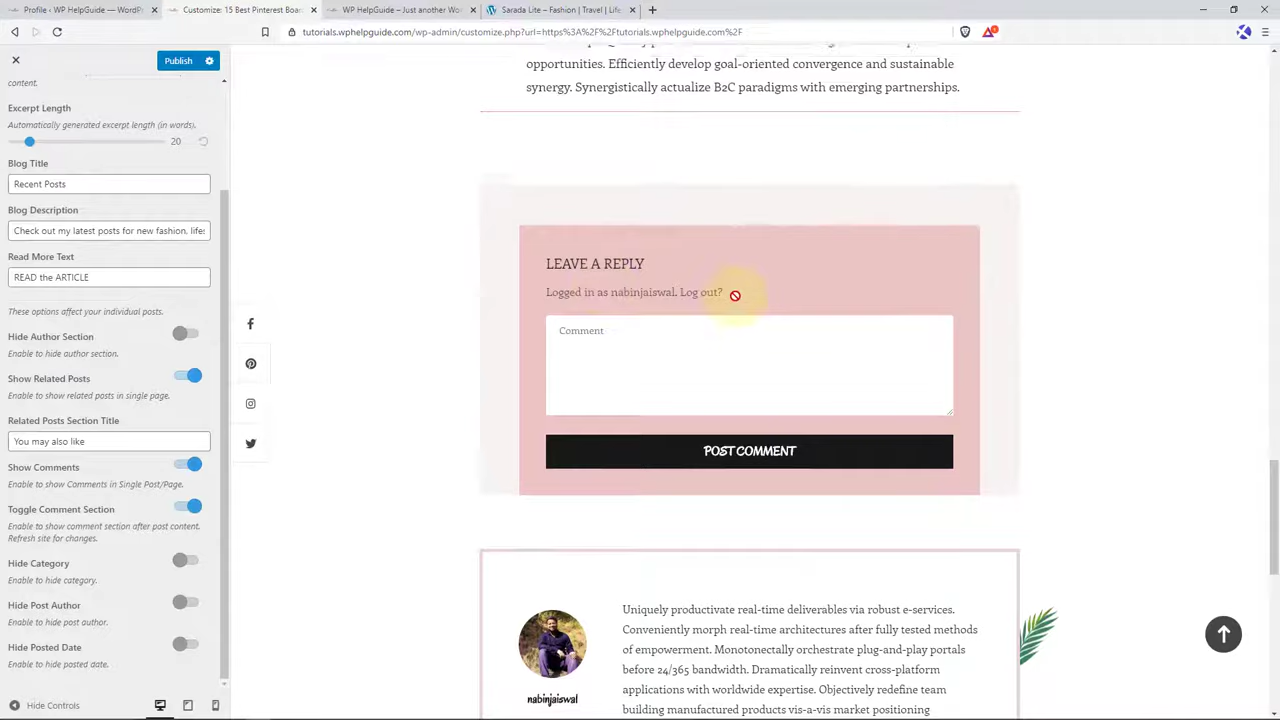 Profile ‹ WP HelpGuide — WordPr
Customize: 15 Best Pinterest Boar
WP HelpGuide – Just another Wo
Sarada Lite – Fashion | Travel | Life
tutorials.wphelpguide.com/wp-admin/customize.php?url=https%3A%2F%2Ftutorials.wphelpguide.com%2F
Publish
content.
Excerpt Length
Automatically generated excerpt length (in words).
20
Blog Title
Recent Posts
Blog Description
Check out my latest posts for new fashion, lifes
Read More Text
READ the ARTICLE
These options affect your individual posts.
Hide Author Section
Enable to hide author section.
Show Related Posts
Enable to show related posts in single page.
Related Posts Section Title
You may also like
Show Comments
Enable to show Comments in Single Post/Page.
Toggle Comment Section
Enable to show comment section after post content.
Refresh site for changes.
Hide Category
Enable to hide category.
Hide Post Author
Enable to hide post author.
Hide Posted Date
Enable to hide posted date.
Hide Controls
opportunities. Efficiently develop goal-oriented convergence and sustainable
synergy. Synergistically actualize B2C paradigms with emerging partnerships.
LEAVE A REPLY
Logged in as nabinjaiswal. Log out?
Comment
POST COMMENT
nabinjaiswal
Uniquely productivate real-time deliverables via robust e-services.
Conveniently morph real-time architectures after fully tested methods
of empowerment. Monotonectally orchestrate plug-and-play portals
before 24/365 bandwidth. Dramatically reinvent cross-platform
applications with worldwide expertise. Objectively redefine team
building manufactured products vis-a-vis market positioning